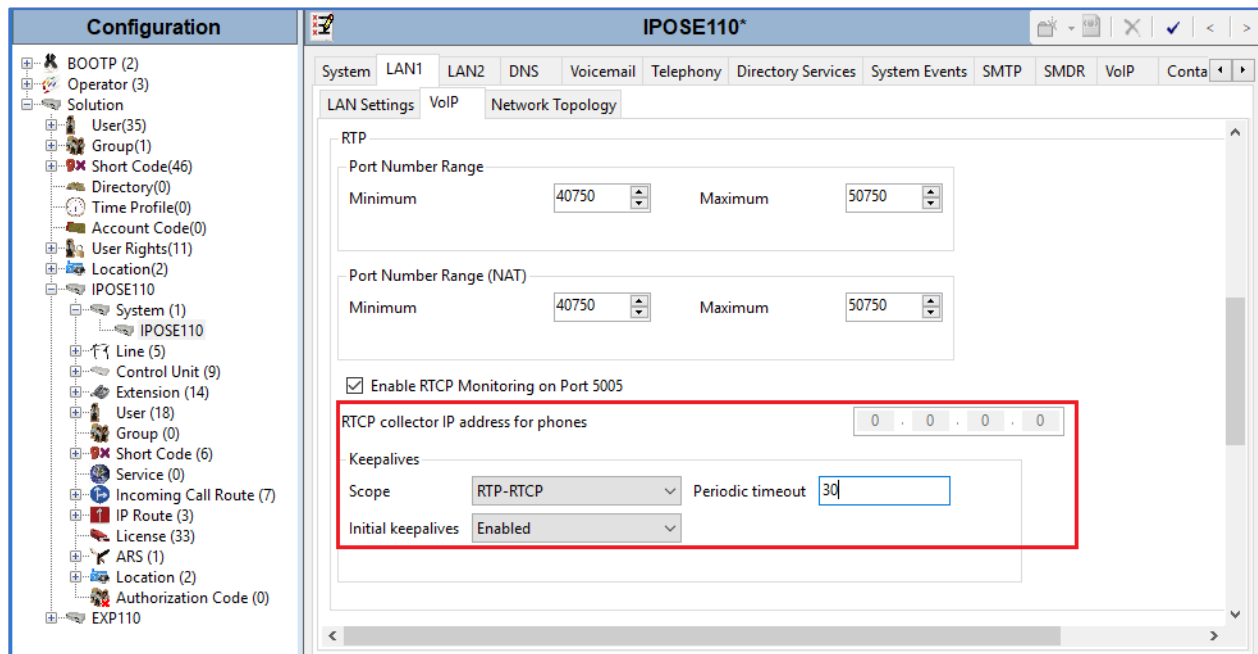 Configuration
BOOTP (2)
Operator (3)
Solution
User(35)
Group(1)
Short Code(46)
Directory(0)
Time Profile(0)
Account Code(0)
User Rights(11)
Location(2)
IPOSE110
System (1)
IPOSE110
Line (5)
Control Unit (9)
Extension (14)
User (18)
Group (0)
Short Code (6)
Service (0)
Incoming Call Route (7)
IP Route (3)
License (33)
ARS (1)
Location (2)
Authorization Code (0)
EXP110
IPOSE110*
System LAN1 LAN2 DNS Voicemail Telephony Directory Services System Events SMTP SMDR VoIP Conta
LAN Settings VoIP Network Topology
RTP
Port Number Range
Minimum 40750 Maximum 50750
Port Number Range (NAT)
Minimum 40750 Maximum 50750
Enable RTCP Monitoring on Port 5005
RTCP collector IP address for phones 0 . 0 . 0 . 0
Keepalives
Scope RTP-RTCP Periodic timeout 30
Initial keepalives Enabled